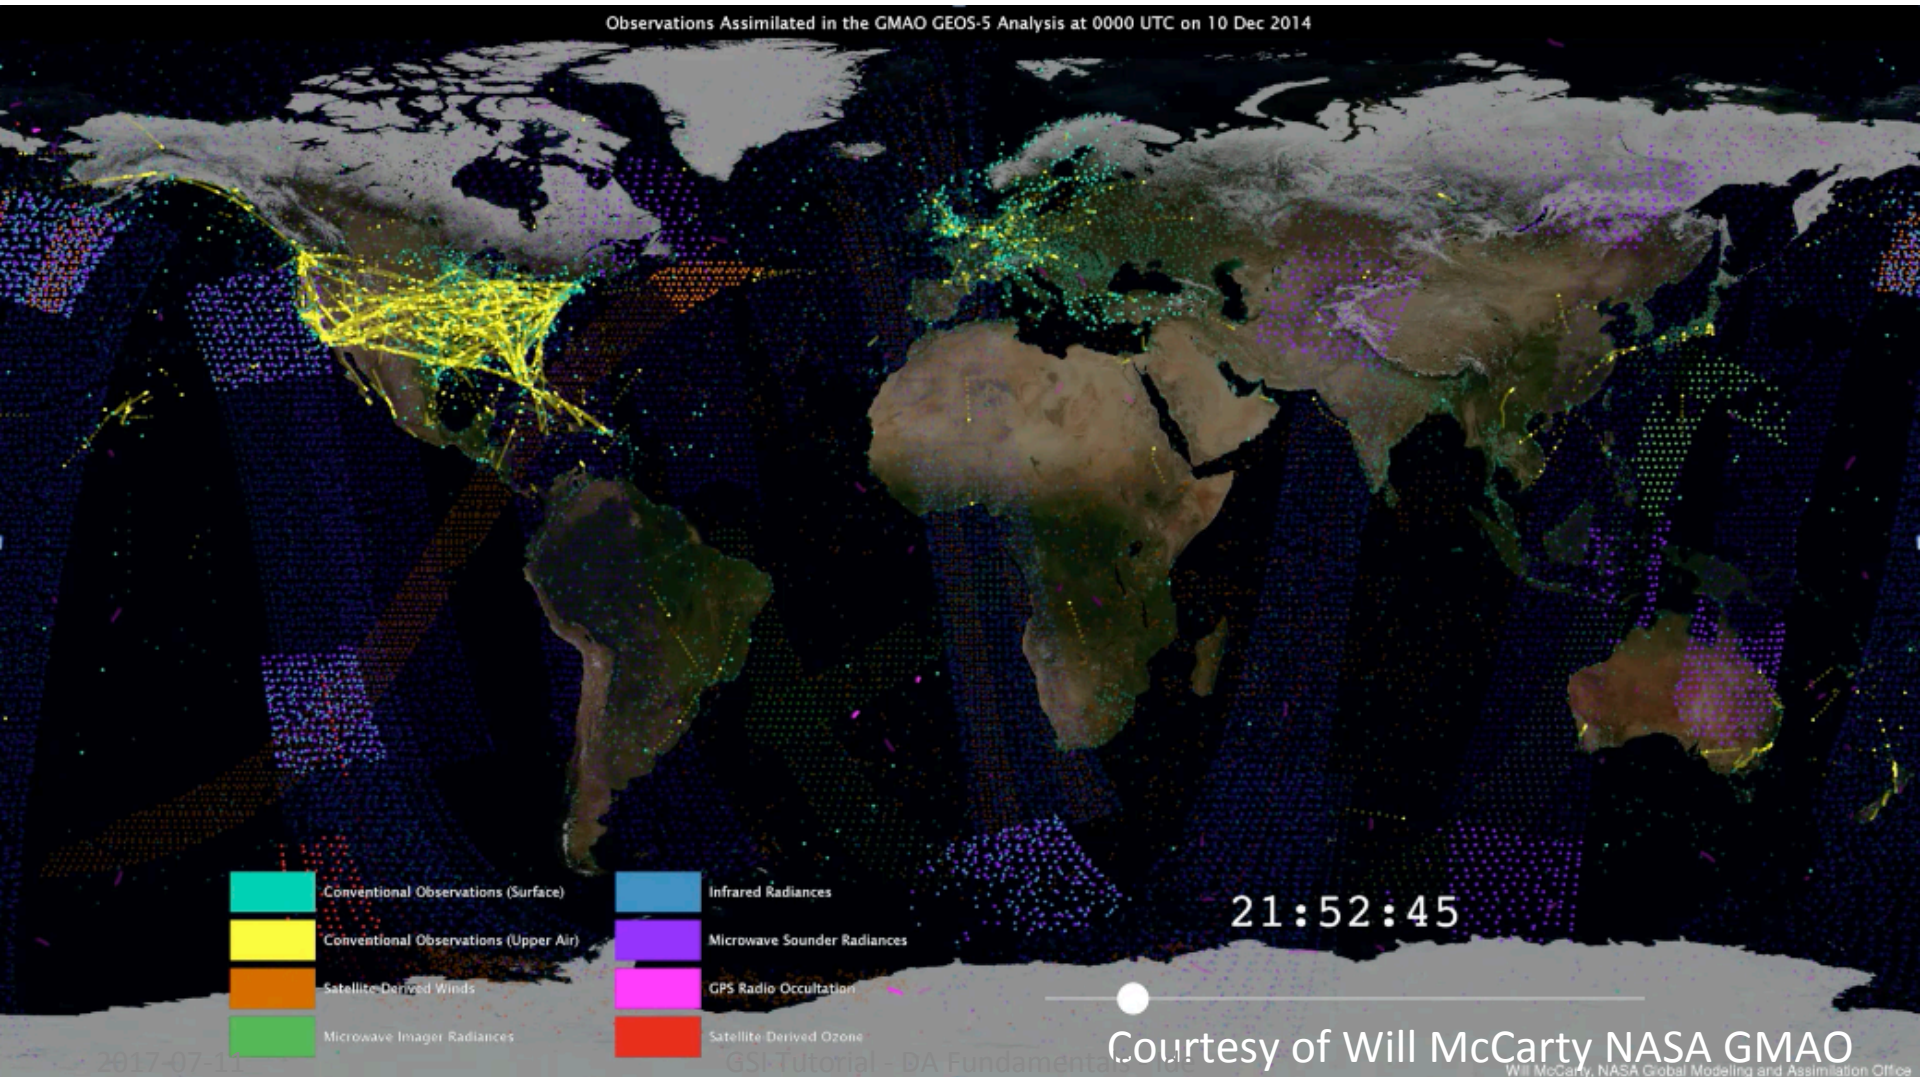 Observations Assimilated in the GMAO GEOS-5 Analysis at 0000 UTC on 10 Dec 2014
Conventional Observations (Surface)
Conventional Observations (Upper Air)
Satellite-Derived Winds
Microwave Imager Radiances
Infrared Radiances
Microwave Sounder Radiances
GPS Radio Occultation
Satellite-Derived Ozone
21:52:45
Courtesy of Will McCarty NASA GMAO
Will McCarty, NASA Global Modeling and Assimilation Office
2017-07-11
GSI Tutorial - DA Fundamentals